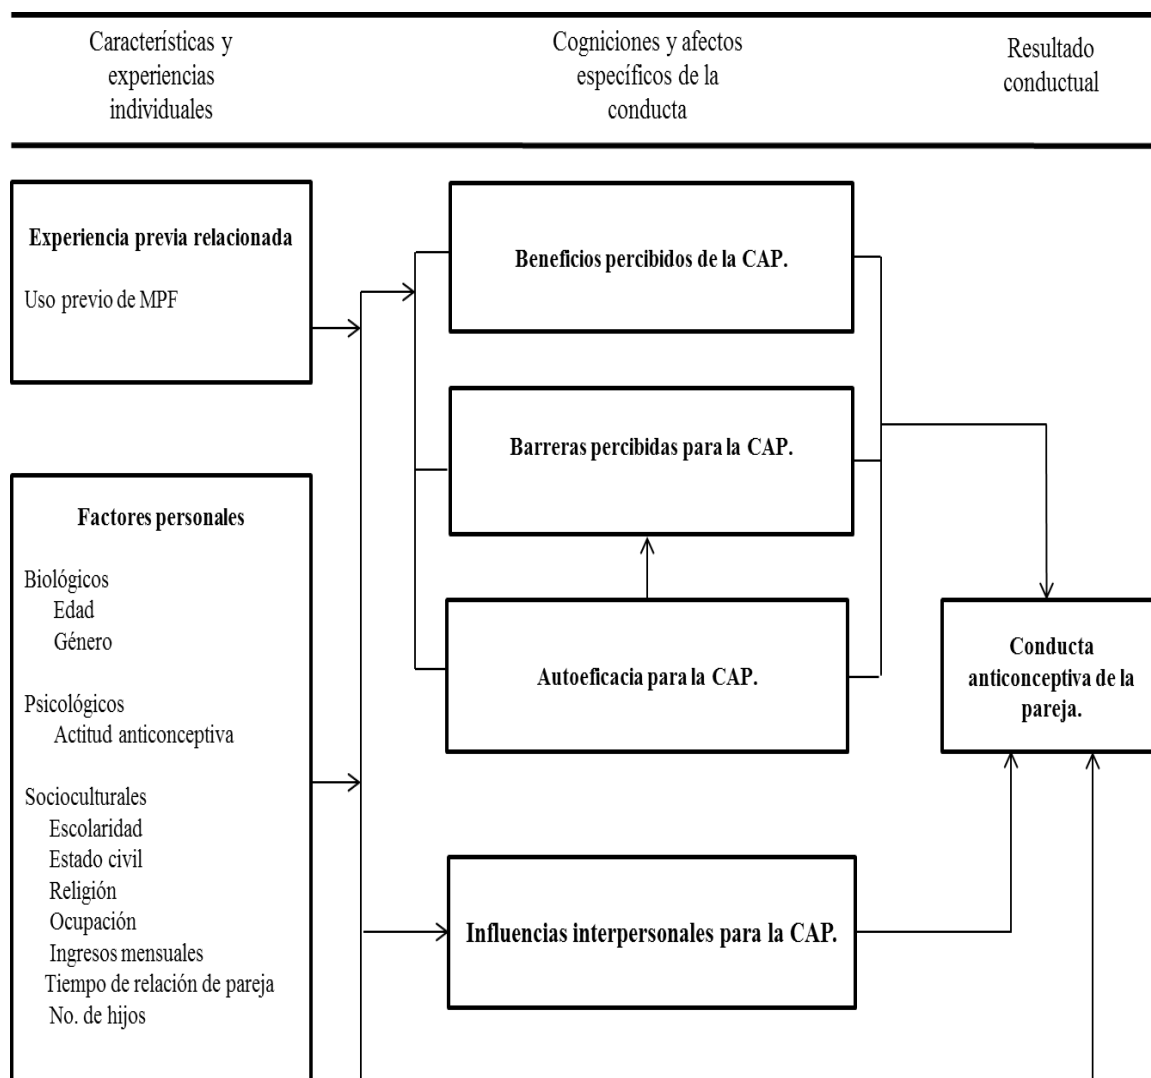 Características y
experiencias
individuales
Cogniciones y afectos
específicos de la
conducta
Resultado
conductual
Experiencia previa relacionada
Uso previo de MPF
Factores personales
Biológicos
Edad
Género
Psicológicos
Actitud anticonceptiva
Socioculturales
Escolaridad
Estado civil
Religión
Ocupación
Ingresos mensuales
Tiempo de relación de pareja
No. de hijos
Beneficios percibidos de la CAP.
Barreras percibidas para la CAP.
Autoeficacia para la CAP.
Influencias interpersonales para la CAP.
Conducta
anticonceptiva de la
pareja.